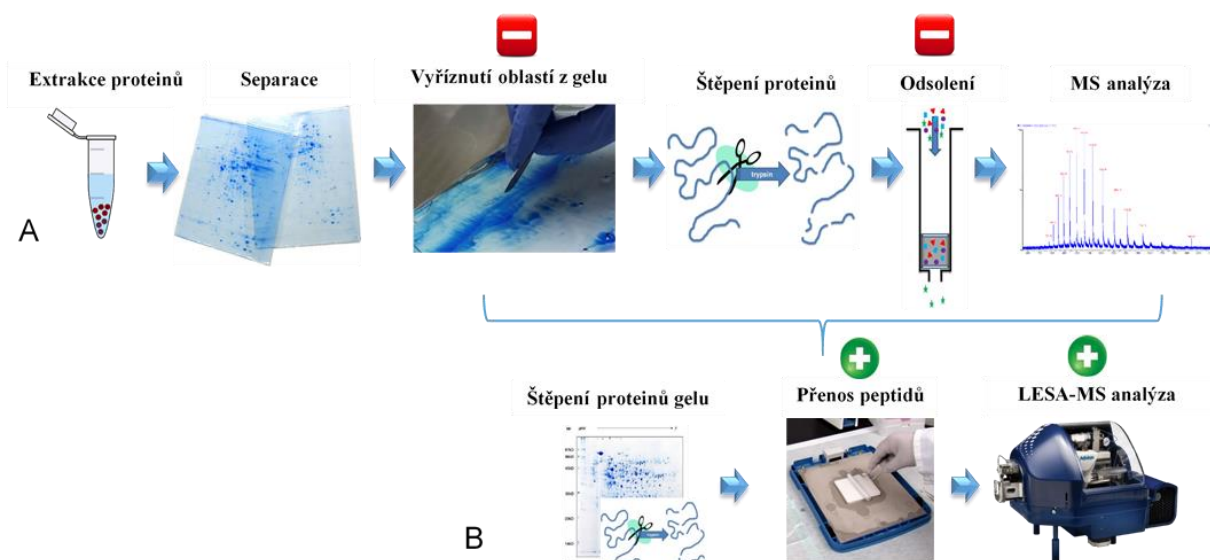 Extrakce proteinů
Separace
Vyříznutí oblastí z gelu
Štěpení proteinů
Odsolení
MS analýza
trypsin
A
Štěpení proteinů gelu
Přenos peptidů
LESA-MS analýza
B